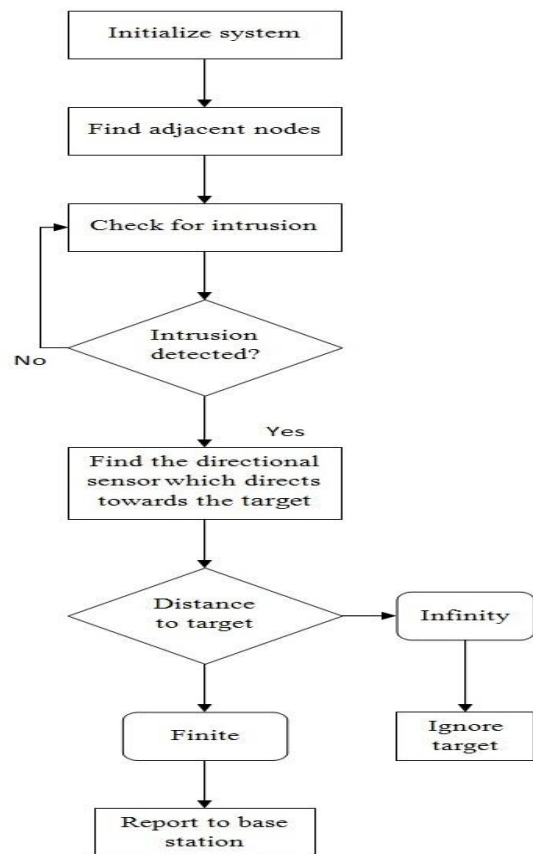 Initialize system
Find adjacent nodes
Check for intrusion
Intrusion
detected?
No
Yes
Find the directional
sensor which directs
towards the target
Distance
to target
Infinity
Finite
Ignore
target
Report to base
station